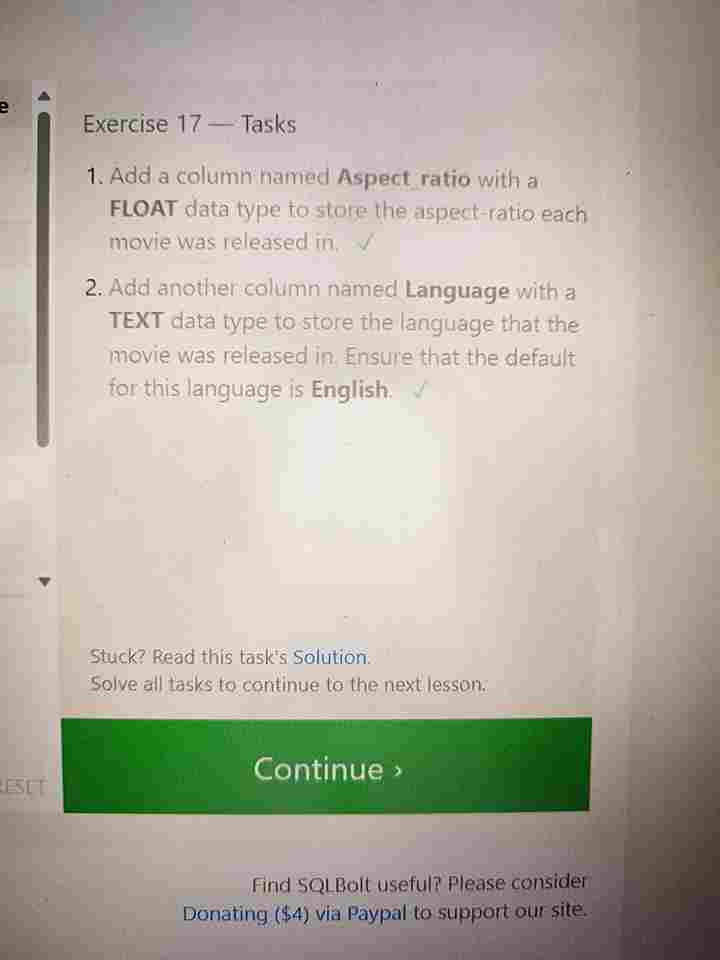 e
Exercise 17 — Tasks
1. Add a column named Aspect_ratio with a
FLOAT data type to store the aspect-ratio each
movie was released in. ✓
2. Add another column named Language with a
TEXT data type to store the language that the
movie was released in. Ensure that the default
for this language is English. ✓
Stuck? Read this task's Solution.
Solve all tasks to continue to the next lesson.
RESET
Continue ›
Find SQLBolt useful? Please consider
Donating ($4) via Paypal to support our site.